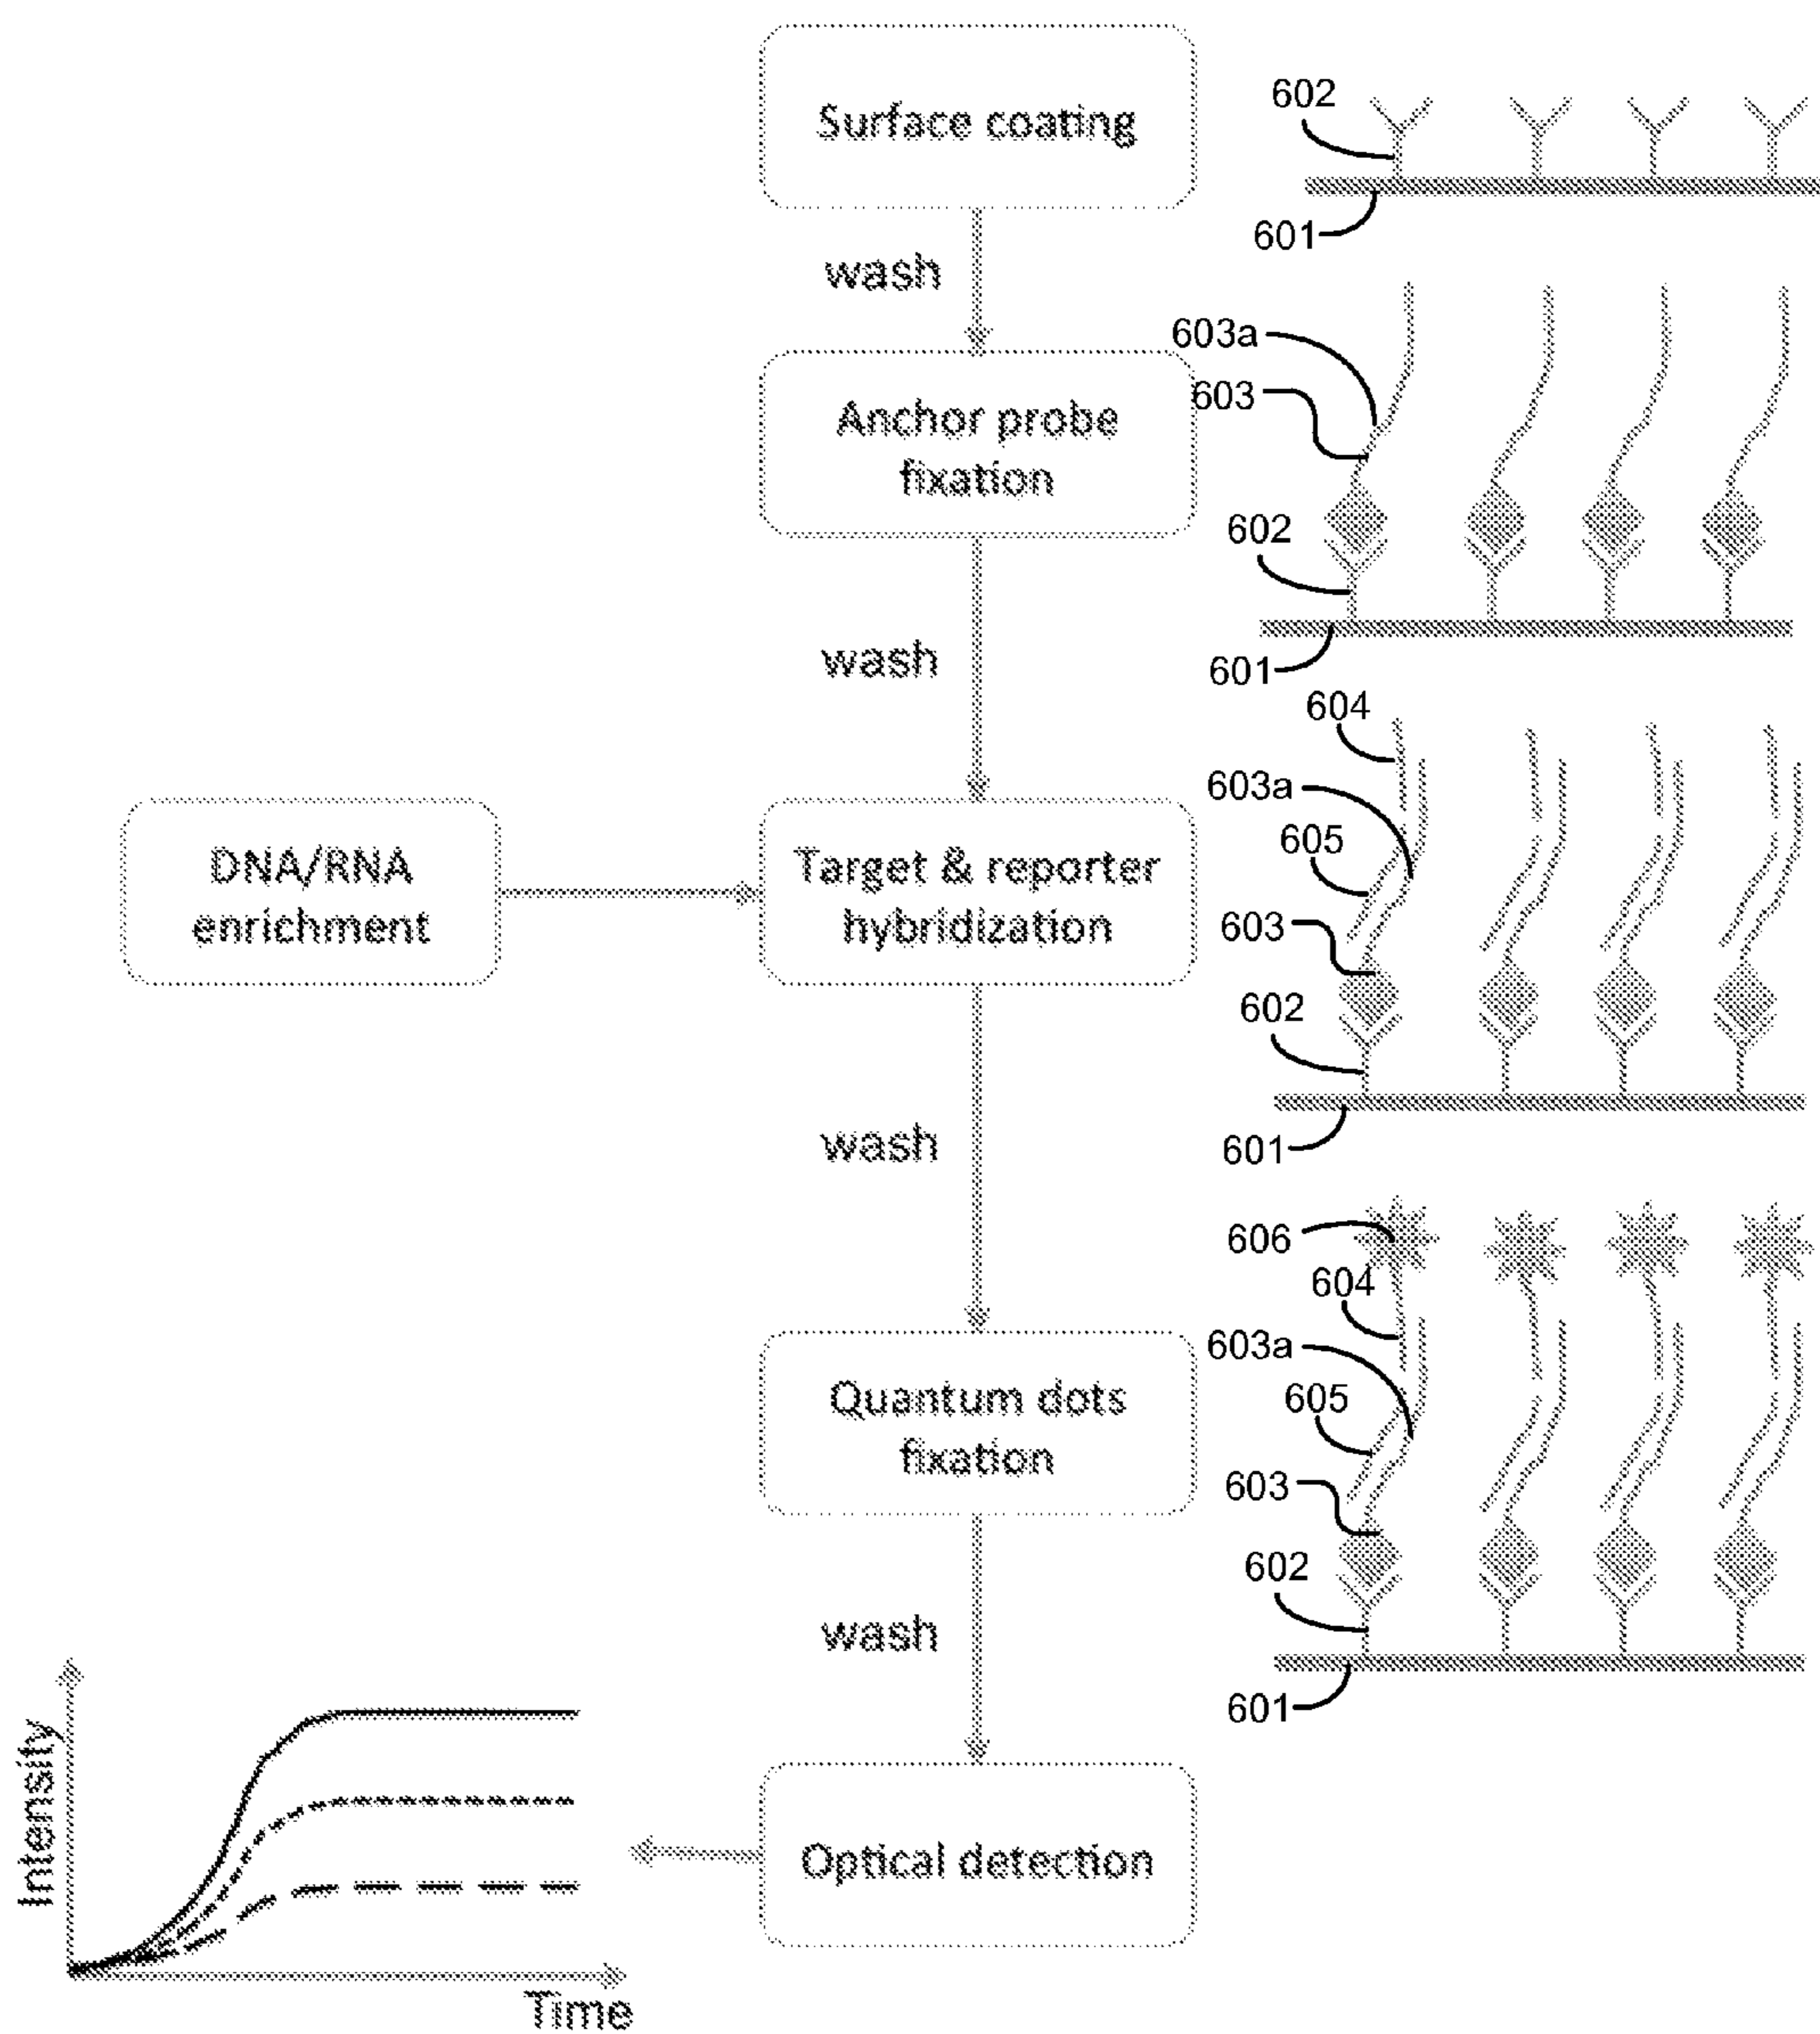 Surface coating
602
601
wash
603a
603
Anchor probe
fixation
602
601
wash
604
603a
605
DNA/RNA
enrichment
Target & reporter
hybridization
603
602
601
wash
606
604
603a
605
Quantum dots
fixation
603
602
601
wash
Intensity
Optical detection
Time